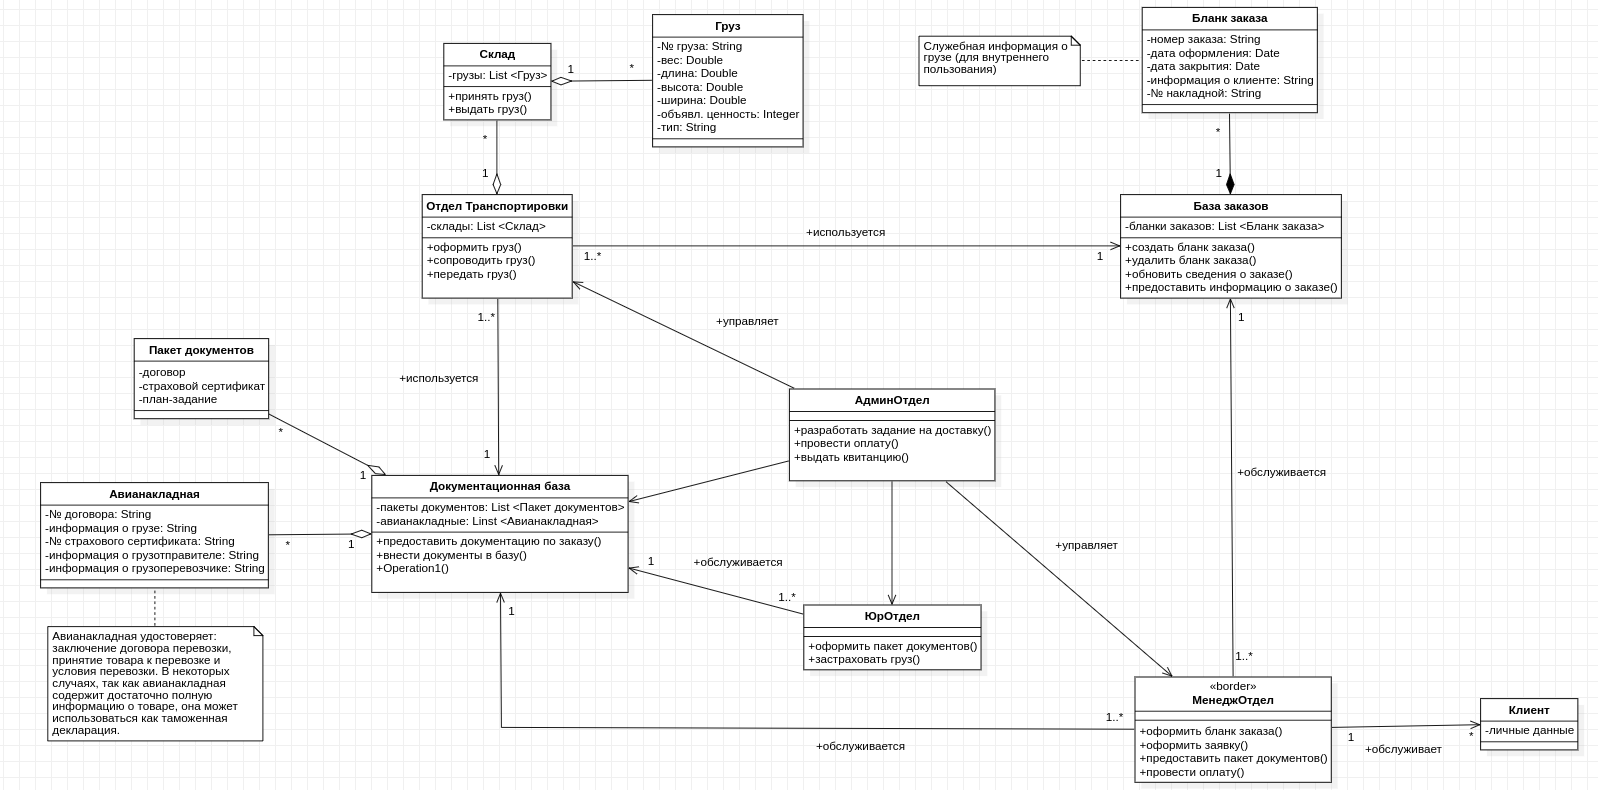 Склад
-грузы: List <Груз>
+принять груз()
+выдать груз()
1
*
Груз
-№ груза: String
-вес: Double
-длина: Double
-высота: Double
-ширина: Double
-объявл. ценность: Integer
-тип: String
Служебная информация о
грузе (для внутреннего
пользования)
Бланк заказа
-номер заказа: String
-дата оформления: Date
-дата закрытия: Date
-информация о клиенте: String
-№ накладной: String
*
1
*
1
Отдел Транспортировки
-склады: List <Склад>
+оформить груз()
+сопроводить груз()
+передать груз()
+используется
1..*
1
База заказов
-бланки заказов: List <Бланк заказа>
+создать бланк заказа()
+удалить бланк заказа()
+обновить сведения о заказе()
+предоставить информацию о заказе()
1..*
+управляет
1
Пакет документов
-договор
-страховой сертификат
-план-задание
+используется
*
1
1
АдминОтдел
+разработать задание на доставку()
+провести оплату()
+выдать квитанцию()
+обслуживается
Авианакладная
-№ договора: String
-информация о грузе: String
-№ страхового сертификата: String
-информация о грузотправителе: String
-информация о грузоперевозчике: String
*
1
Документационная база
-пакеты документов: List <Пакет документов>
-авианакладные: Linst <Авианакладная>
+предоставить документацию по заказу()
+внести документы в базу()
+Operation1()
1
+обслуживается
1..*
+управляет
1
ЮрОтдел
+оформить пакет документов()
+застраховать груз()
Авианакладная удостоверяет:
заключение договора перевозки,
принятие товара к перевозке и
условия перевозки. В некоторых
случаях, так как авианакладная
содержит достаточно полную
информацию о товаре, она может
использоваться как таможенная
декларация.
1..*
«border»
МенеджОтдел
+оформить бланк заказа()
+оформить заявку()
+предоставить пакет документов()
+провести оплату()
1..*
+обслуживается
1
+обслуживает
*
Клиент
-личные данные